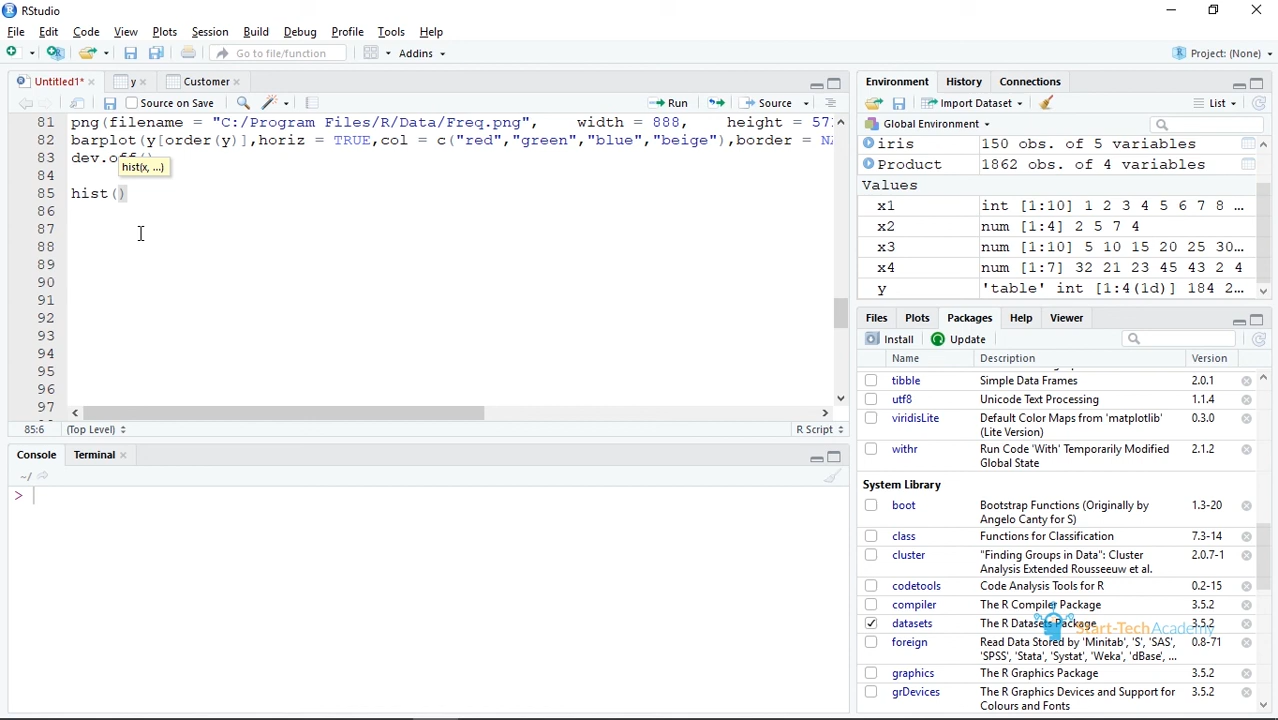 RStudio
File Edit Code View Plots Session Build Debug Profile Tools Help
Go to file/function Addins Project: (None)
Untitled1* y Customer
Source on Save Run Source
81 png(filename = "C:/Program Files/R/Data/Freq.png", width = 888, height = 57
82 barplot(y[order(y)],horiz = TRUE,col = c("red","green","blue","beige"),border = NA
83 dev.off()
hist(x, ...)
84
85 hist()
86
87
88
89
90
91
92
93
94
95
96
97
85:6 (Top Level) R Script
Console Terminal
~/
>
Environment History Connections
Import Dataset List
Global Environment
iris 150 obs. of 5 variables
Product 1862 obs. of 4 variables
Values
x1 int [1:10] 1 2 3 4 5 6 7 8 ...
x2 num [1:4] 2 5 7 4
x3 num [1:10] 5 10 15 20 25 30...
x4 num [1:7] 32 21 23 45 43 2 4
y 'table' int [1:4(1d)] 184 2...
Files Plots Packages Help Viewer
Install Update
Name Description Version
tibble Simple Data Frames 2.0.1
utf8 Unicode Text Processing 1.1.4
viridisLite Default Color Maps from 'matplotlib' 0.3.0
(Lite Version)
withr Run Code 'With' Temporarily Modified 2.1.2
Global State
System Library
boot Bootstrap Functions (Originally by 1.3-20
Angelo Canty for S)
class Functions for Classification 7.3-14
cluster "Finding Groups in Data": Cluster 2.0.7-1
Analysis Extended Rousseeuw et al.
codetools Code Analysis Tools for R 0.2-15
compiler The R Compiler Package 3.5.2
datasets The R Datasets Package 3.5.2
Start-Tech Academy
foreign Read Data Stored by 'Minitab', 'S', 'SAS', 0.8-71
'SPSS', 'Stata', 'Systat', 'Weka', 'dBase', ...
graphics The R Graphics Package 3.5.2
grDevices The R Graphics Devices and Support for 3.5.2
Colours and Fonts